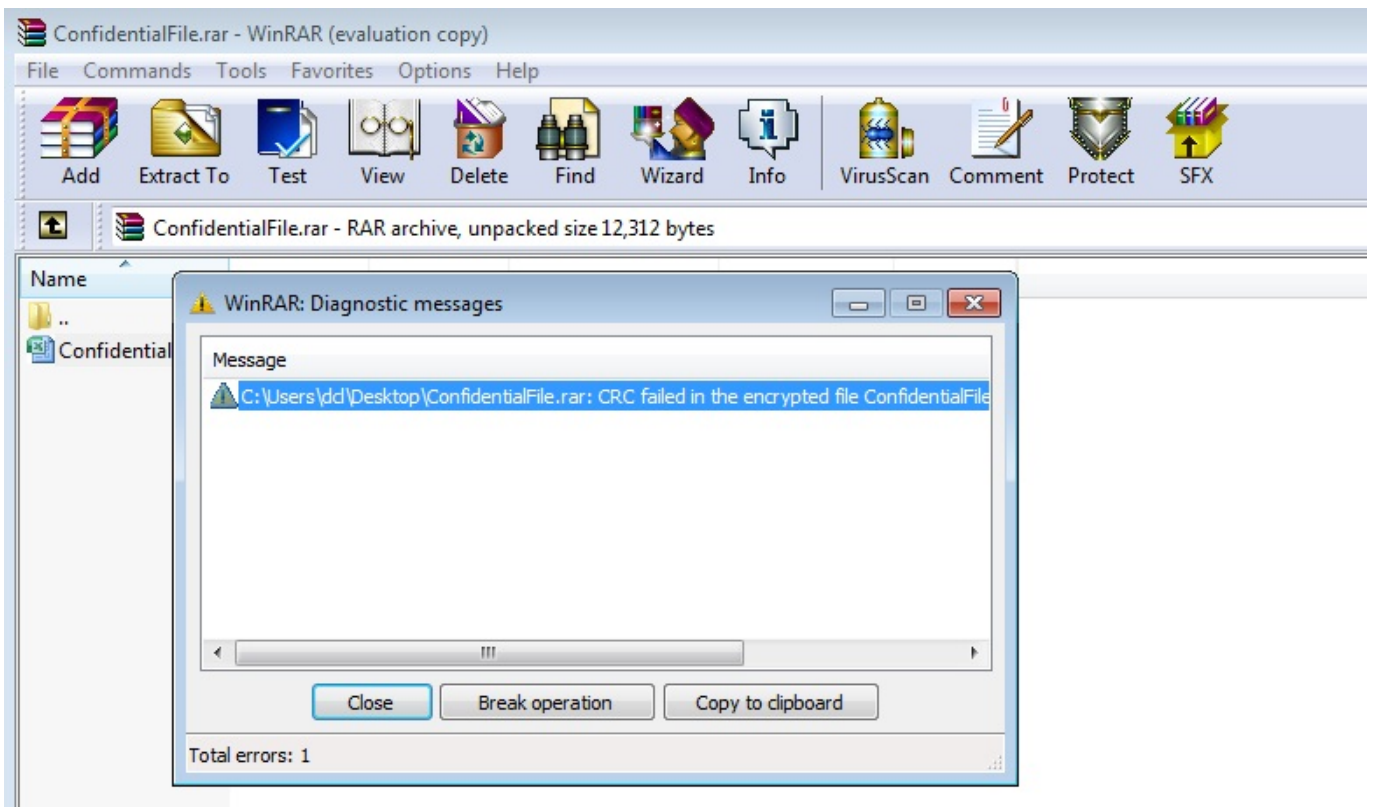 ConfidentialFile.rar - WinRAR (evaluation copy)
File Commands Tools Favorites Options Help
Add Extract To Test View Delete Find Wizard Info VirusScan Comment Protect SFX
ConfidentialFile.rar - RAR archive, unpacked size 12,312 bytes
Name
WinRAR: Diagnostic messages
..
Confidential
Message
C:\Users\dcl\Desktop\ConfidentialFile.rar: CRC failed in the encrypted file ConfidentialFile
Close Break operation Copy to clipboard
Total errors: 1